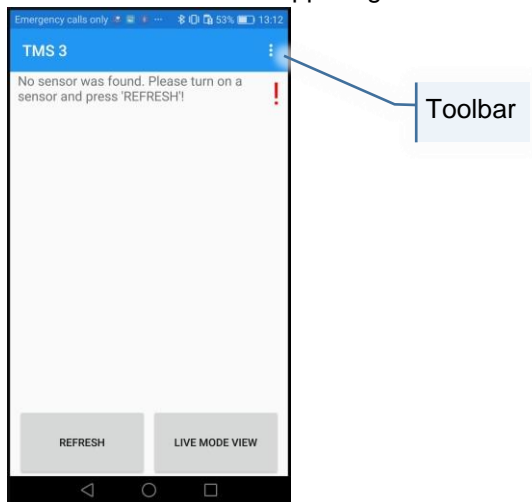 Emergency calls only 53% 13:12
TMS 3
No sensor was found. Please turn on a
sensor and press 'REFRESH'!
!
Toolbar
REFRESH LIVE MODE VIEW